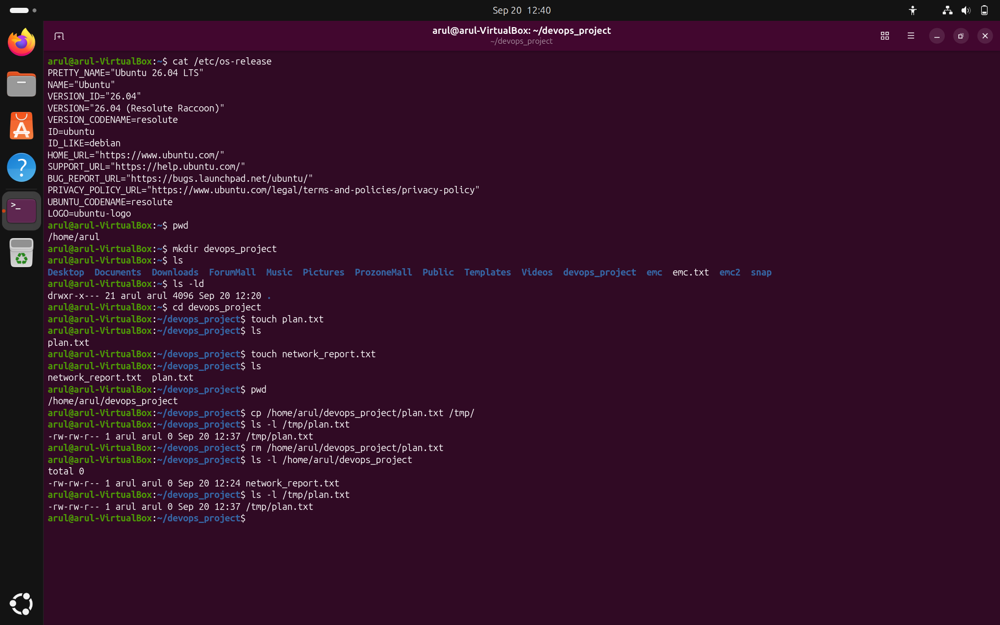 Sep 20 12:40
arul@arul-VirtualBox: ~/devops_project
~/devops_project
arul@arul-VirtualBox:~$ cat /etc/os-release
PRETTY_NAME="Ubuntu 26.04 LTS"
NAME="Ubuntu"
VERSION_ID="26.04"
VERSION="26.04 (Resolute Raccoon)"
VERSION_CODENAME=resolute
ID=ubuntu
ID_LIKE=debian
HOME_URL="https://www.ubuntu.com/"
SUPPORT_URL="https://help.ubuntu.com/"
BUG_REPORT_URL="https://bugs.launchpad.net/ubuntu/"
PRIVACY_POLICY_URL="https://www.ubuntu.com/legal/terms-and-policies/privacy-policy"
UBUNTU_CODENAME=resolute
LOGO=ubuntu-logo
arul@arul-VirtualBox:~$ pwd
/home/arul
arul@arul-VirtualBox:~$ mkdir devops_project
arul@arul-VirtualBox:~$ ls
Desktop  Documents  Downloads  ForumMall  Music  Pictures  ProzoneMall  Public  Templates  Videos  devops_project  emc  emc.txt  emc2  snap
arul@arul-VirtualBox:~$ ls -ld
drwxr-x--- 21 arul arul 4096 Sep 20 12:20 .
arul@arul-VirtualBox:~$ cd devops_project
arul@arul-VirtualBox:~/devops_project$ touch plan.txt
arul@arul-VirtualBox:~/devops_project$ ls
plan.txt
arul@arul-VirtualBox:~/devops_project$ touch network_report.txt
arul@arul-VirtualBox:~/devops_project$ ls
network_report.txt  plan.txt
arul@arul-VirtualBox:~/devops_project$ pwd
/home/arul/devops_project
arul@arul-VirtualBox:~/devops_project$ cp /home/arul/devops_project/plan.txt /tmp/
arul@arul-VirtualBox:~/devops_project$ ls -l /tmp/plan.txt
-rw-rw-r-- 1 arul arul 0 Sep 20 12:37 /tmp/plan.txt
arul@arul-VirtualBox:~/devops_project$ rm /home/arul/devops_project/plan.txt
arul@arul-VirtualBox:~/devops_project$ ls -l /home/arul/devops_project
total 0
-rw-rw-r-- 1 arul arul 0 Sep 20 12:24 network_report.txt
arul@arul-VirtualBox:~/devops_project$ ls -l /tmp/plan.txt
-rw-rw-r-- 1 arul arul 0 Sep 20 12:37 /tmp/plan.txt
arul@arul-VirtualBox:~/devops_project$